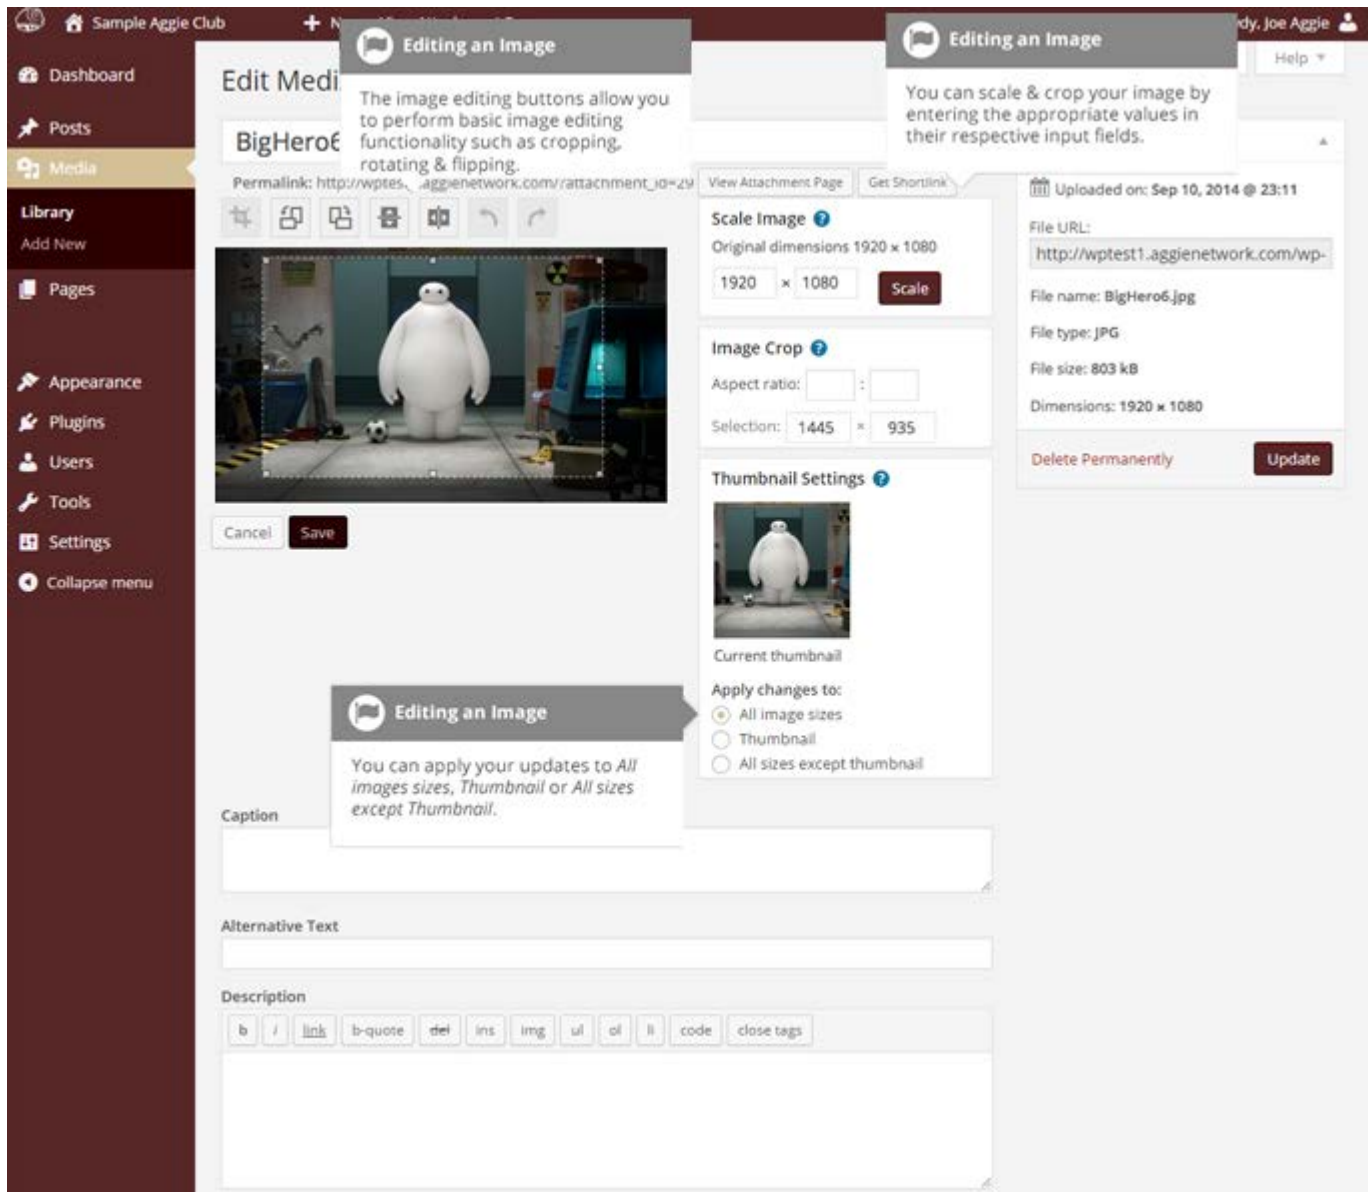 Sample Aggie Club
dy, Joe Aggie
Editing an Image
The image editing buttons allow you
to perform basic image editing
functionality such as cropping,
rotating & flipping.
Editing an Image
You can scale & crop your image by
entering the appropriate values in
their respective input fields.
Help
Dashboard
Posts
Media
Library
Add New
Pages
Appearance
Plugins
Users
Tools
Settings
Collapse menu
Edit Medi
BigHero6
Permalink:
View Attachment Page
Get Shortlink
Scale Image
Original dimensions 1920 × 1080
1920 × 1080 Scale
Image Crop
Aspect ratio: :
Selection: 1445 × 935
Thumbnail Settings
Current thumbnail
Apply changes to:
All image sizes
Thumbnail
All sizes except thumbnail
Cancel Save
Uploaded on: Sep 10, 2014 @ 23:11
File URL:
http://wptest1.aggienetwork.com/wp-
File name: BigHero6.jpg
File type: JPG
File size: 803 kB
Dimensions: 1920 × 1080
Delete Permanently Update
Editing an Image
You can apply your updates to All
images sizes, Thumbnail or All sizes
except Thumbnail.
Caption
Alternative Text
Description
b i link b-quote del ins img ul ol li code close tags